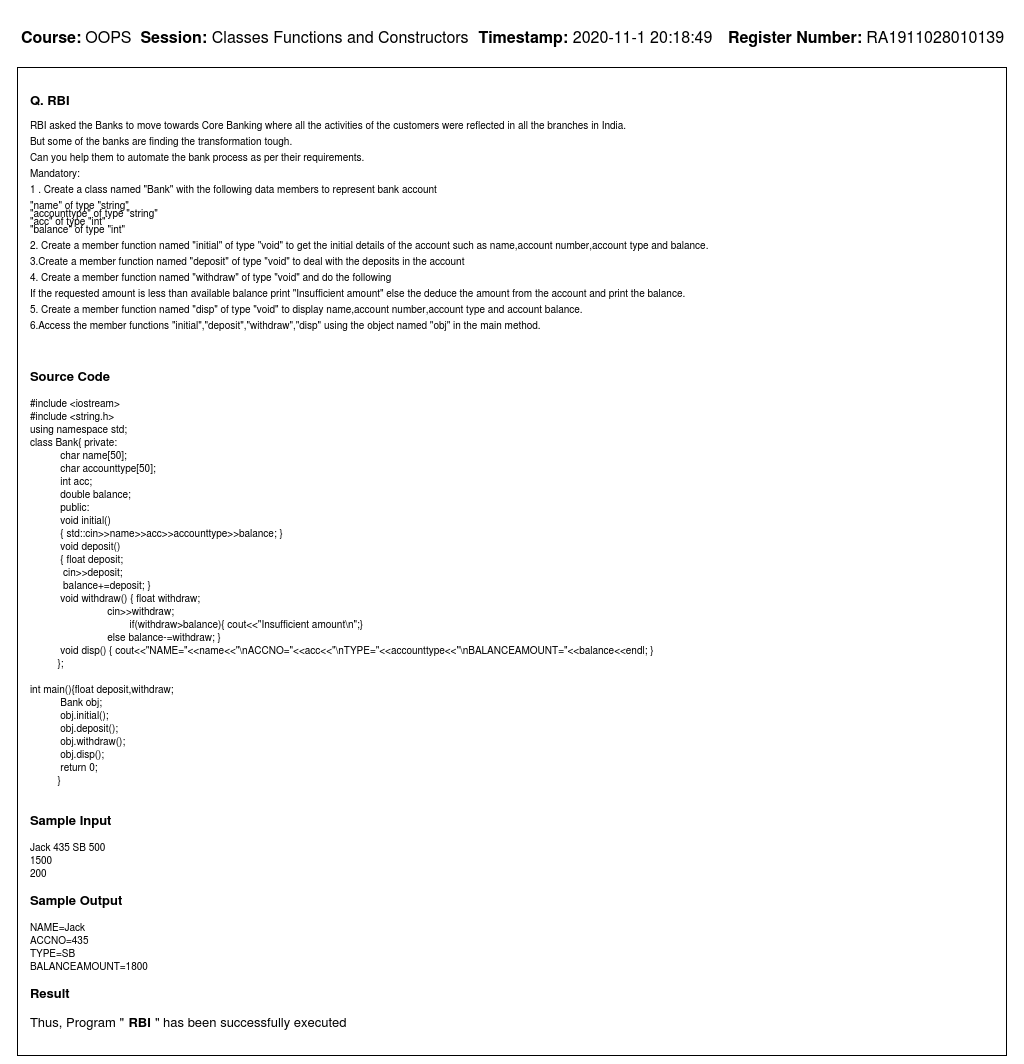 Course: OOPS Session: Classes Functions and Constructors Timestamp: 2020-11-1 20:18:49 Register Number: RA1911028010139
Q. RBI
RBI asked the Banks to move towards Core Banking where all the activities of the customers were reflected in all the branches in India.
But some of the banks are finding the transformation tough.
Can you help them to automate the bank process as per their requirements.
Mandatory:
1 . Create a class named "Bank" with the following data members to represent bank account
"name" of type "string"
"accounttype" of type "string"
"acc" of type "int"
"balance" of type "int"
2. Create a member function named "initial" of type "void" to get the initial details of the account such as name,account number,account type and balance.
3.Create a member function named "deposit" of type "void" to deal with the deposits in the account
4. Create a member function named "withdraw" of type "void" and do the following
If the requested amount is less than available balance print "Insufficient amount" else the deduce the amount from the account and print the balance.
5. Create a member function named "disp" of type "void" to display name,account number,account type and account balance.
6.Access the member functions "initial","deposit","withdraw","disp" using the object named "obj" in the main method.
Source Code
#include <iostream>
#include <string.h>
using namespace std;
class Bank{ private:
char name[50];
char accounttype[50];
int acc;
double balance;
public:
void initial()
{ std::cin>>name>>acc>>accounttype>>balance; }
void deposit()
{ float deposit;
cin>>deposit;
balance+=deposit; }
void withdraw() { float withdraw;
cin>>withdraw;
if(withdraw>balance){ cout<<"Insufficient amount\n";}
else balance-=withdraw; }
void disp() { cout<<"NAME="<<name<<"\nACCNO="<<acc<<"\nTYPE="<<accounttype<<"\nBALANCEAMOUNT="<<balance<<endl; }
};
int main(){float deposit,withdraw;
Bank obj;
obj.initial();
obj.deposit();
obj.withdraw();
obj.disp();
return 0;
}
Sample Input
Jack 435 SB 500
1500
200
Sample Output
NAME=Jack
ACCNO=435
TYPE=SB
BALANCEAMOUNT=1800
Result
Thus, Program " RBI " has been successfully executed